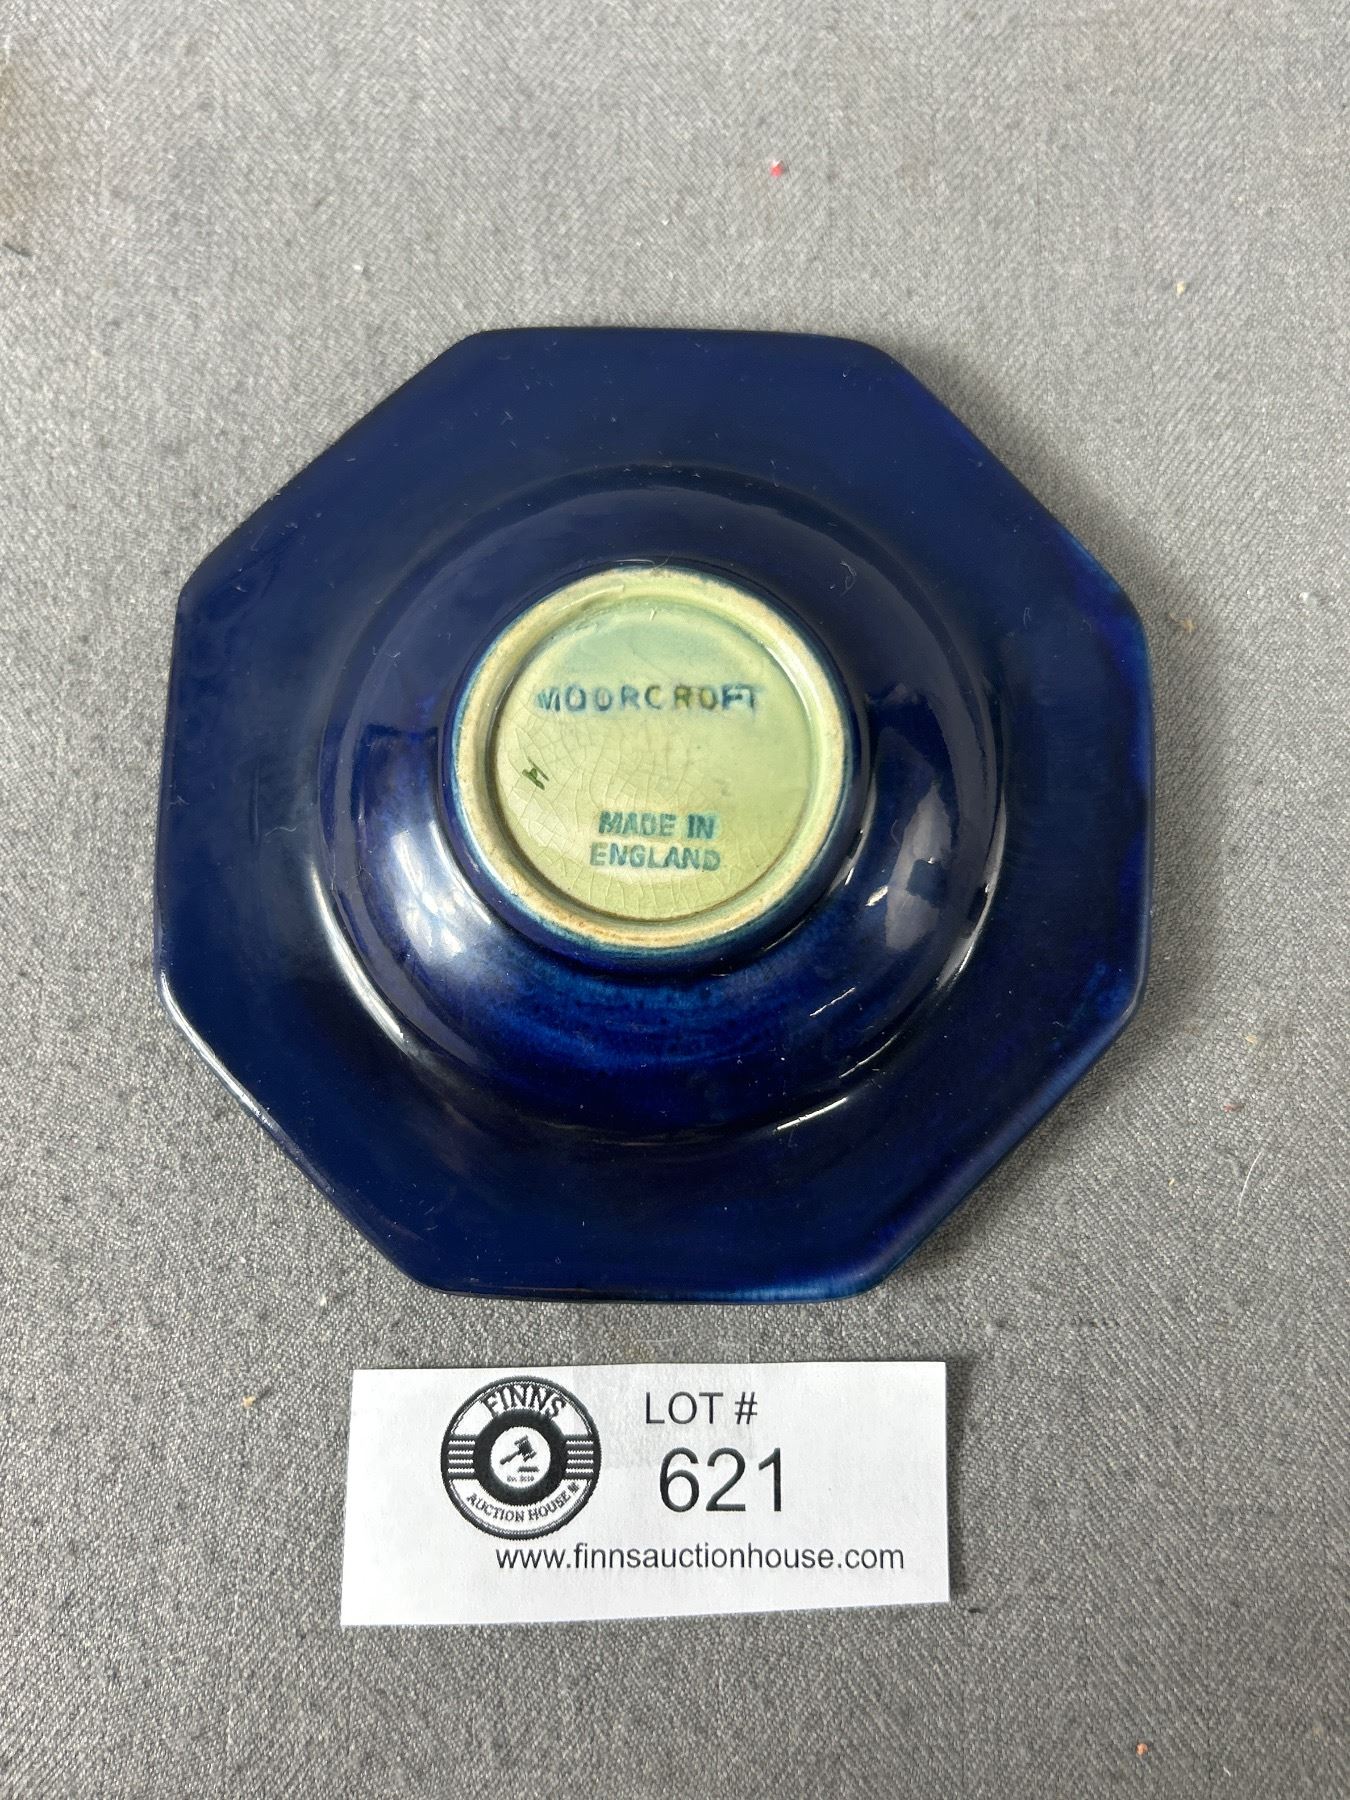 MOORCROFT
MADE IN
ENGLAND
FINNS
AUCTION HOUSE
LOT #
621
www.finnsauctionhouse.com